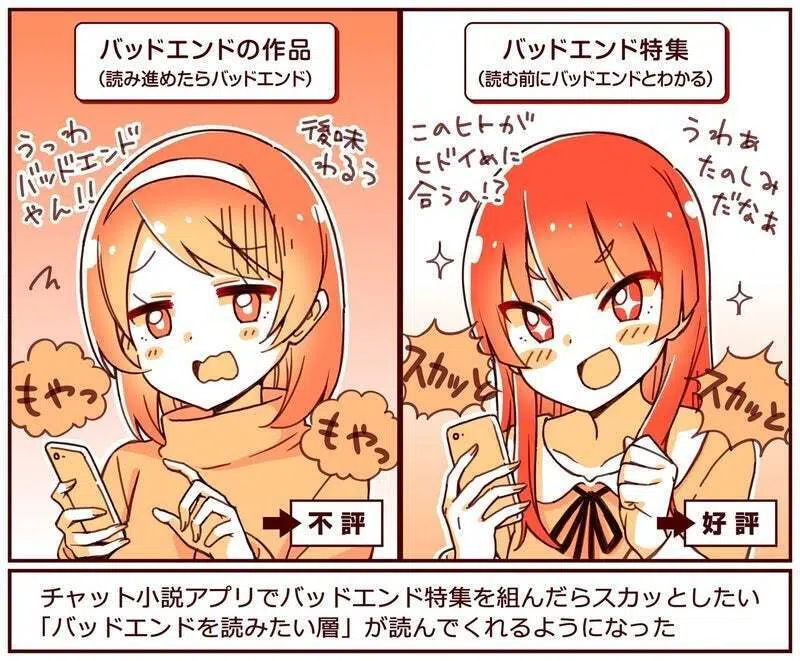 バッドエンドの作品
(読み進めたらバッドエンド)
うっわ
バッドエンド
やん!!
後味
わるぅ
もやっ
もやっ
不評
バッドエンド特集
(読む前にバッドエンドとわかる)
このヒトが
ヒドイめに
合うの!?
うわぁ
たのしみ
だなぁ
スカッと
スカッと
好評
チャット小説アプリでバッドエンド特集を組んだらスカッとしたい
「バッドエンドを読みたい層」が読んでくれるようになった